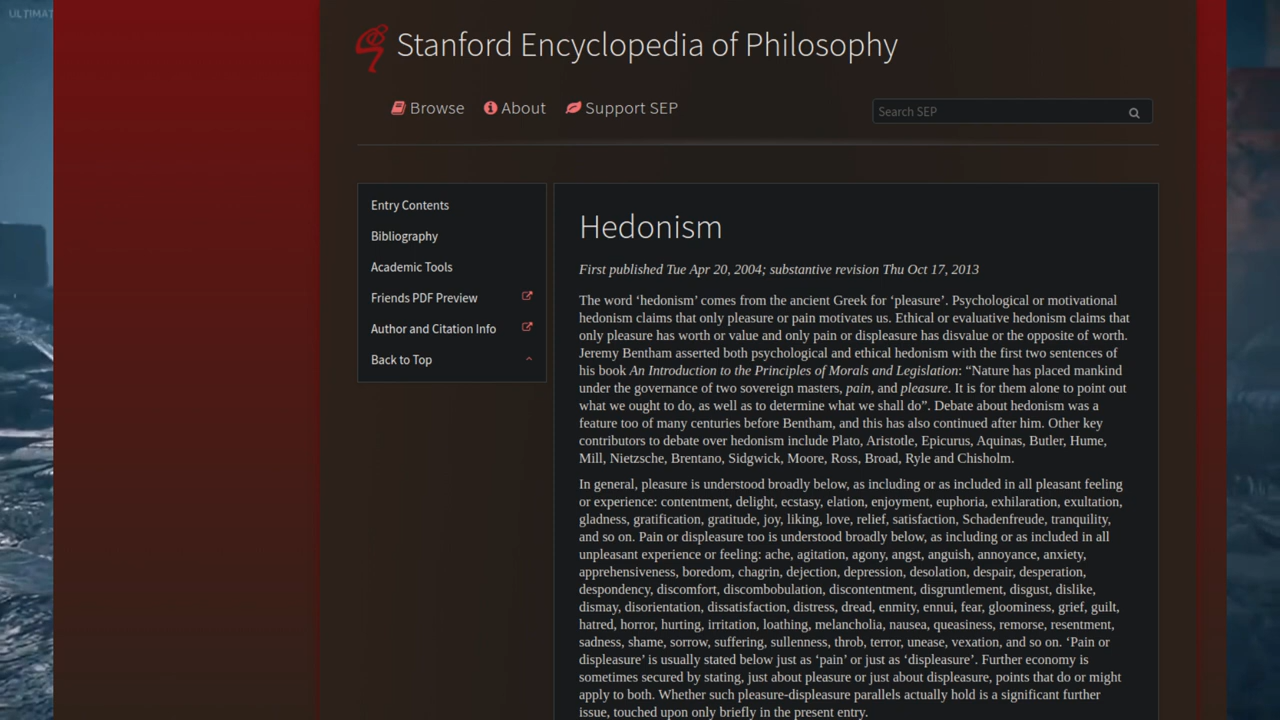 ULTIMAT
Stanford Encyclopedia of Philosophy
Browse About Support SEP
Search SEP
Entry Contents
Bibliography
Academic Tools
Friends PDF Preview
Author and Citation Info
Back to Top
Hedonism
First published Tue Apr 20, 2004; substantive revision Thu Oct 17, 2013
The word ‘hedonism’ comes from the ancient Greek for ‘pleasure’. Psychological or motivational
hedonism claims that only pleasure or pain motivates us. Ethical or evaluative hedonism claims that
only pleasure has worth or value and only pain or displeasure has disvalue or the opposite of worth.
Jeremy Bentham asserted both psychological and ethical hedonism with the first two sentences of
his book An Introduction to the Principles of Morals and Legislation: “Nature has placed mankind
under the governance of two sovereign masters, pain, and pleasure. It is for them alone to point out
what we ought to do, as well as to determine what we shall do”. Debate about hedonism was a
feature too of many centuries before Bentham, and this has also continued after him. Other key
contributors to debate over hedonism include Plato, Aristotle, Epicurus, Aquinas, Butler, Hume,
Mill, Nietzsche, Brentano, Sidgwick, Moore, Ross, Broad, Ryle and Chisholm.
In general, pleasure is understood broadly below, as including or as included in all pleasant feeling
or experience: contentment, delight, ecstasy, elation, enjoyment, euphoria, exhilaration, exultation,
gladness, gratification, gratitude, joy, liking, love, relief, satisfaction, Schadenfreude, tranquility,
and so on. Pain or displeasure too is understood broadly below, as including or as included in all
unpleasant experience or feeling: ache, agitation, agony, angst, anguish, annoyance, anxiety,
apprehensiveness, boredom, chagrin, dejection, depression, desolation, despair, desperation,
despondency, discomfort, discombobulation, discontentment, disgruntlement, disgust, dislike,
dismay, disorientation, dissatisfaction, distress, dread, enmity, ennui, fear, gloominess, grief, guilt,
hatred, horror, hurting, irritation, loathing, melancholia, nausea, queasiness, remorse, resentment,
sadness, shame, sorrow, suffering, sullenness, throb, terror, unease, vexation, and so on. ‘Pain or
displeasure’ is usually stated below just as ‘pain’ or just as ‘displeasure’. Further economy is
sometimes secured by stating, just about pleasure or just about displeasure, points that do or might
apply to both. Whether such pleasure-displeasure parallels actually hold is a significant further
issue, touched upon only briefly in the present entry.